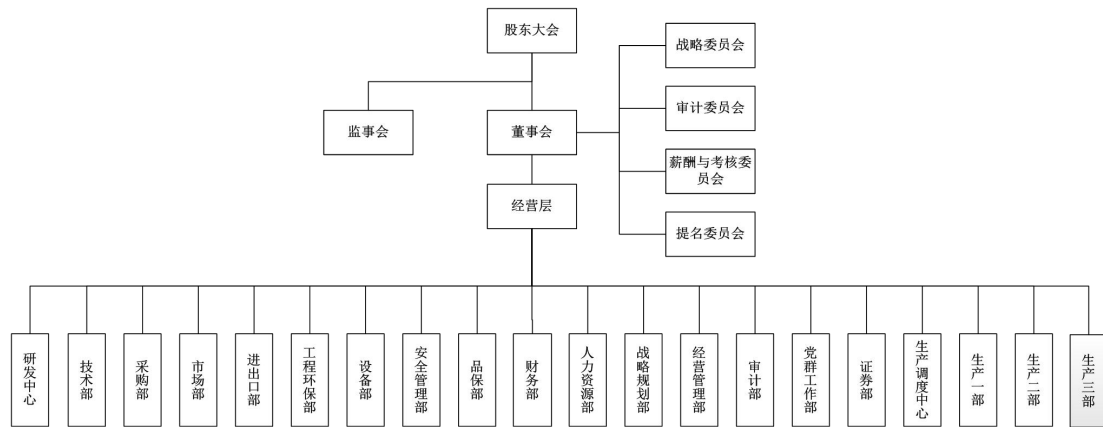 股东大会
战略委员会
监事会
董事会
审计委员会
薪酬与考核委
员会
经营层
提名委员会
研发中心
技术部
采购部
市场部
进出口部
工程环保部
设备部
安全管理部
品保部
财务部
人力资源部
战略规划部
经营管理部
审计部
党群工作部
证券部
生产调度中心
生产一部
生产二部
生产三部